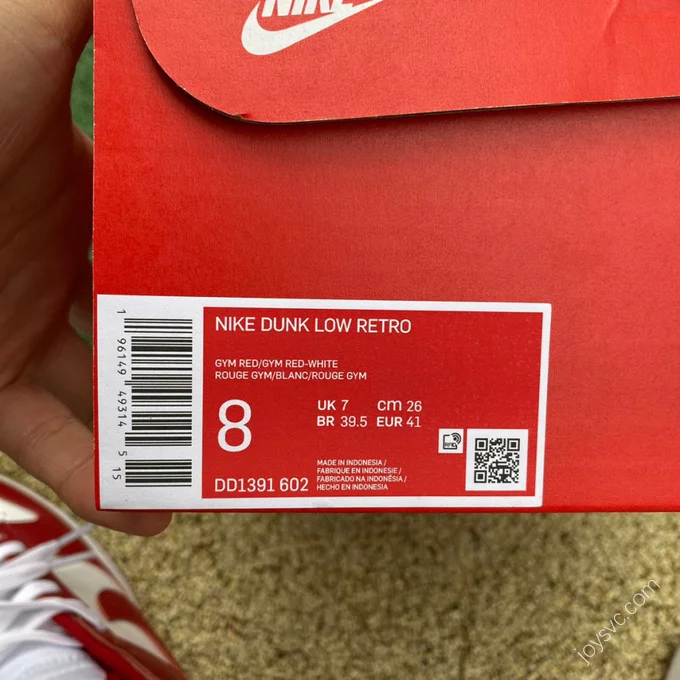 NIKE
NIKE DUNK LOW RETRO
GYM RED/GYM RED-WHITE
ROUGE GYM/BLANC/ROUGE GYM
8
UK 7 cm 26
BR 39.5 EUR 41
DD1391 602
MADE IN INDONESIA/
FABRIQUE EN INDONESIE/
FABRICADO NA INDONÉSIA/
HECHO EN INDONESIA
1 96149 49314 5 15
joysvc.com